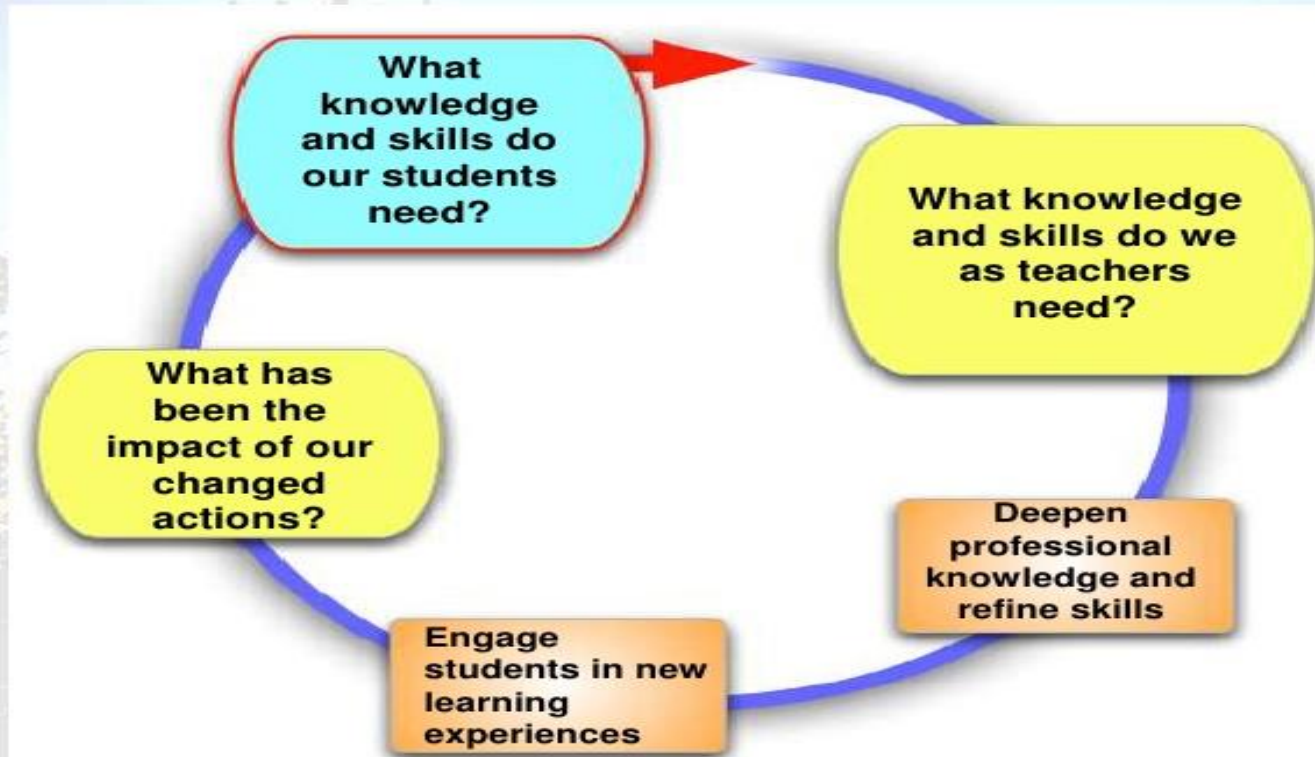 What
knowledge
and skills do
our students
need?
What knowledge
and skills do we
as teachers
need?
Deepen
professional
knowledge and
refine skills
Engage
students in new
learning
experiences
What has
been the
impact of our
changed
actions?